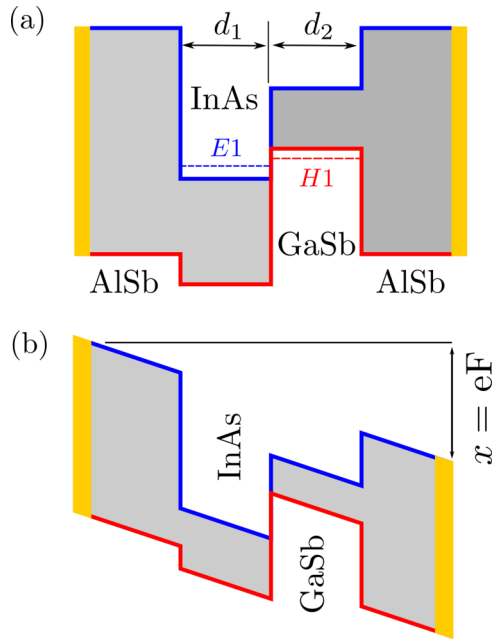 (a)
d₁
d₂
InAs
E1
H1
GaSb
AlSb
AlSb
(b)
InAs
GaSb
x = eF